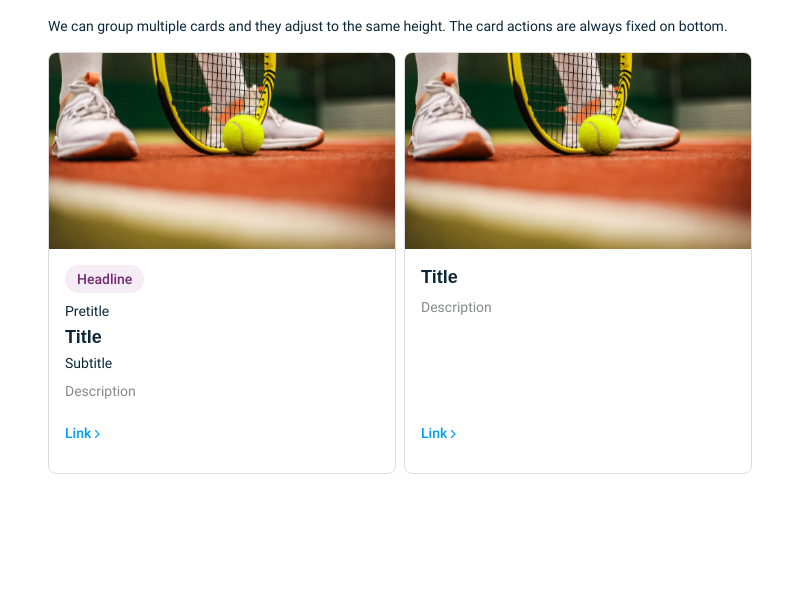 We can group multiple cards and they adjust to the same height. The card actions are always fixed on bottom.
Headline
Pretitle
Title
Subtitle
Description
Link
Title
Description
Link